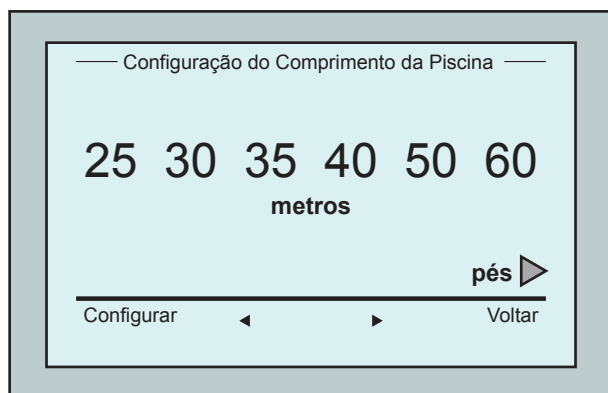 Configuração do Comprimento da Piscina
25 30 35 40 50 60
metros
pés
Configurar Voltar